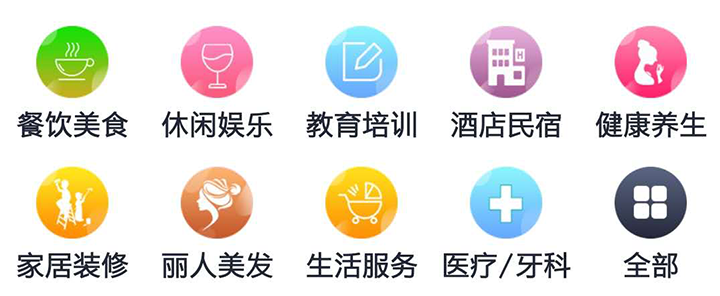 餐饮美食 休闲娱乐 教育培训 酒店民宿 健康养生
家居装修 丽人美发 生活服务 医疗/牙科 全部